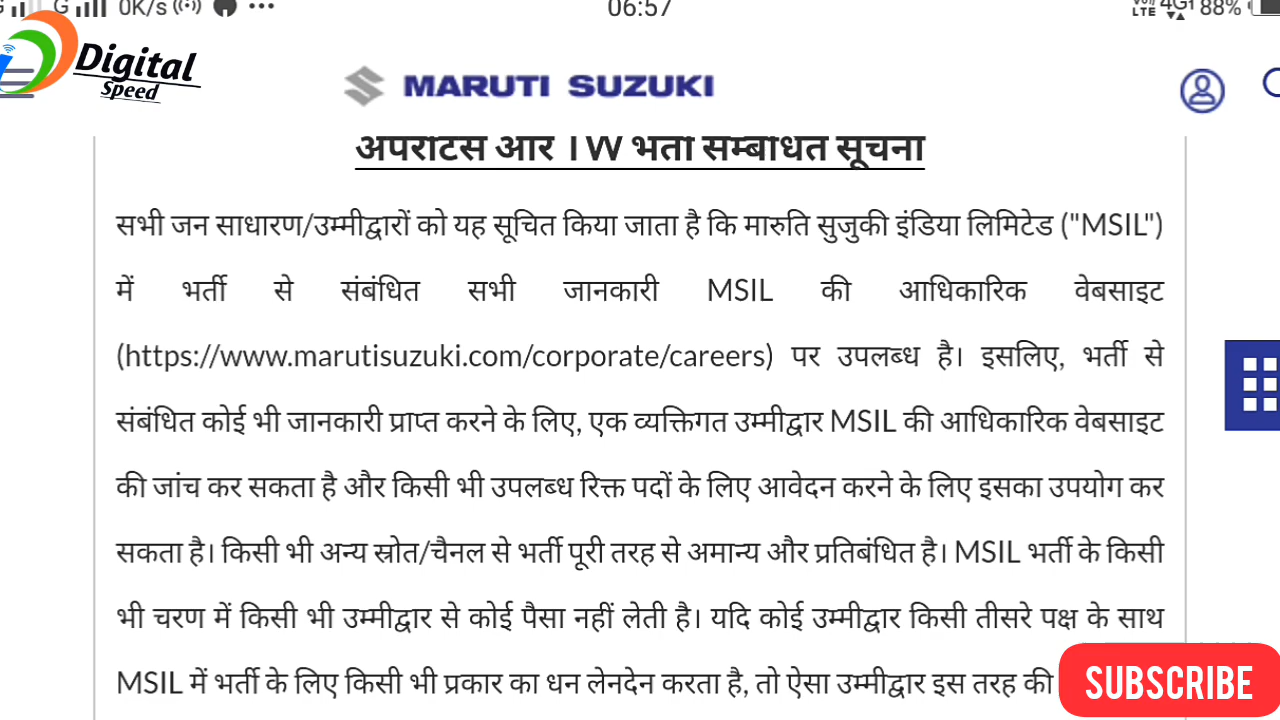 G G 0K/s ••• 06:57 4G 88%
Digital
Speed
MARUTI SUZUKI
सभी जन साधारण/उम्मीद्वारों को यह सूचित किया जाता है कि मारुति सुजुकी इंडिया लिमिटेड ("MSIL")
में भर्ती से संबंधित सभी जानकारी MSIL की आधिकारिक वेबसाइट
(https://www.marutisuzuki.com/corporate/careers) पर उपलब्ध है। इसलिए, भर्ती से
संबंधित कोई भी जानकारी प्राप्त करने के लिए, एक व्यक्तिगत उम्मीद्वार MSIL की आधिकारिक वेबसाइट
की जांच कर सकता है और किसी भी उपलब्ध रिक्त पदों के लिए आवेदन करने के लिए इसका उपयोग कर
सकता है। किसी भी अन्य स्रोत/चैनल से भर्ती पूरी तरह से अमान्य और प्रतिबंधित है। MSIL भर्ती के किसी
भी चरण में किसी भी उम्मीद्वार से कोई पैसा नहीं लेती है। यदि कोई उम्मीद्वार किसी तीसरे पक्ष के साथ
MSIL में भर्ती के लिए किसी भी प्रकार का धन लेनदेन करता है, तो ऐसा उम्मीद्वार इस तरह की
SUBSCRIBE